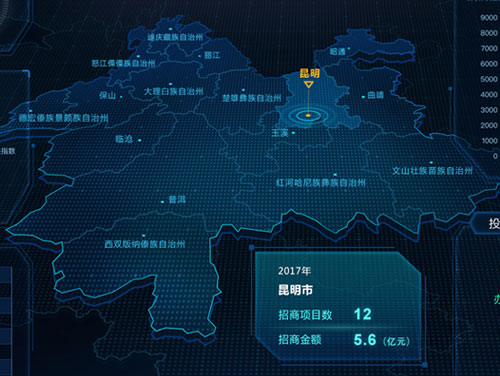 9000
8000
7000
6000
5000
4000
3000
2000
1000
0
迪庆藏族自治州
昭通
丽江
怒江傈僳族自治州
昆明
大理白族自治州
保山
楚雄彝族自治州
曲靖
德宏傣族景颇族自治州
玉溪
临沧
指数
文山壮族苗族自治州
红河哈尼族彝族自治州
普洱
投
西双版纳傣族自治州
2017年
昆明市
招商项目数 12
招商金额 5.6 (亿元)